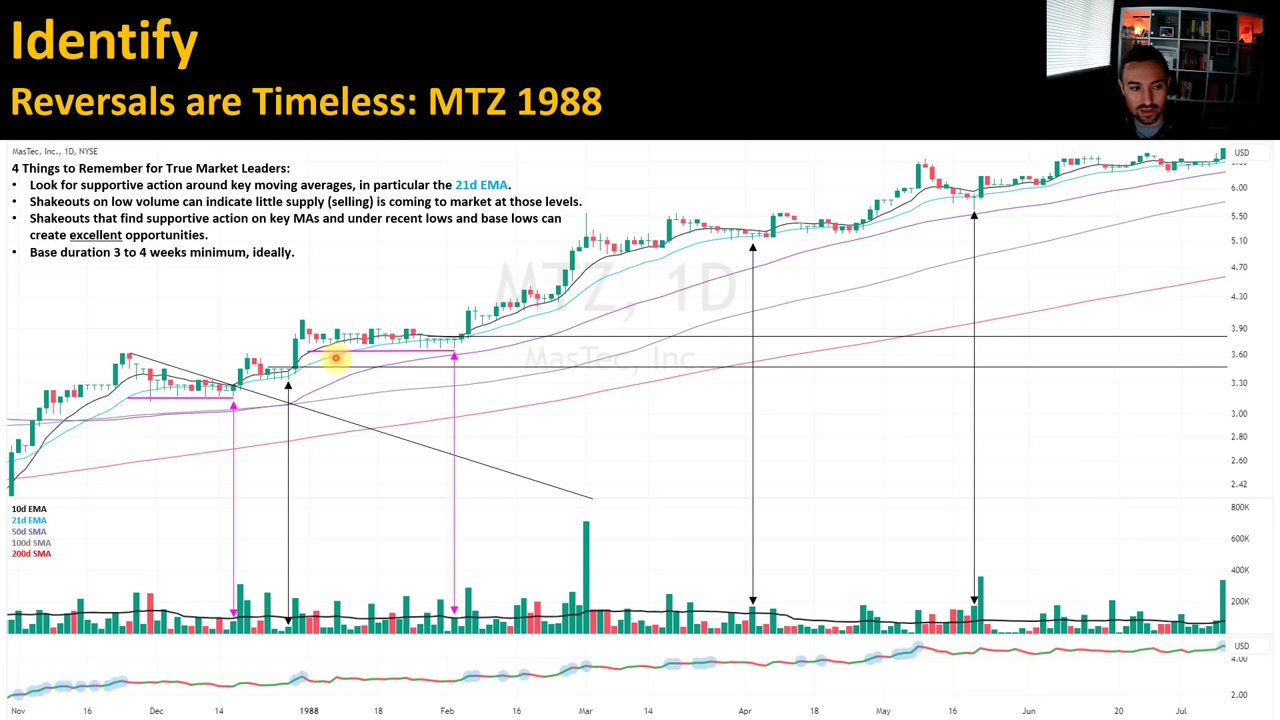 Identify
Reversals are Timeless: MTZ 1988
MasTec, Inc., 1D, NYSE
USD
4 Things to Remember for True Market Leaders:
• Look for supportive action around key moving averages, in particular the 21d EMA.
• Shakeouts on low volume can indicate little supply (selling) is coming to market at those levels.
• Shakeouts that find supportive action on key MAs and under recent lows and base lows can
create excellent opportunities.
• Base duration 3 to 4 weeks minimum, ideally.
6.00
5.50
5.10
4.70
4.30
3.90
3.60
3.30
3.00
2.80
2.60
2.42
MTZ, 1D
MasTec, Inc.
10d EMA
21d EMA
50d SMA
100d SMA
200d SMA
800K
600K
400K
200K
USD
4.00
2.00
Nov 16 Dec 14 1988 18 Feb 16 Mar 14 Apr 18 May 16 Jun 20 Jul